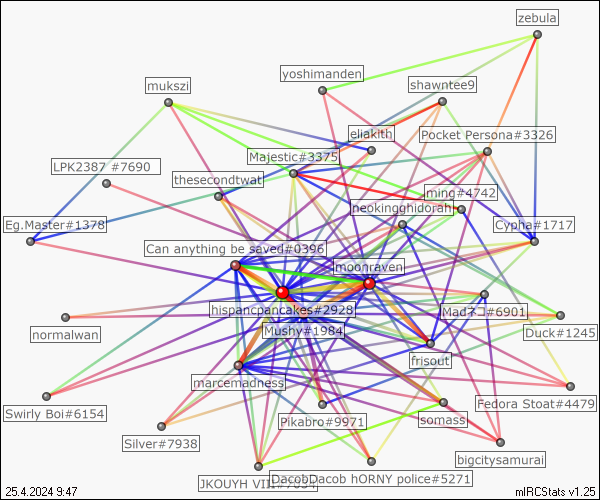 zebula
yoshimanden
shawntee9
mukszi
eliakith
Pocket Persona#3326
Majestic#3375
LPK2387 #7690
thesecondtwat
ming#4742
neokingghidorah
Eg.Master#1378
Cypha#1717
Can anything be saved#0396
moonraven
hispancpancakes#2928
Madネコ#6901
Mushy#1984
normalwan
Duck#1245
frisout
marcemadness
Swirly Boi#6154
Fedora Stoat#4479
Pikabro#9971
somass
Silver#7938
bigcitysamurai
JKOUYH VIII#7034
DacobDacob hORNY police#5271
25.4.2024 9:47
mIRCStats v1.25